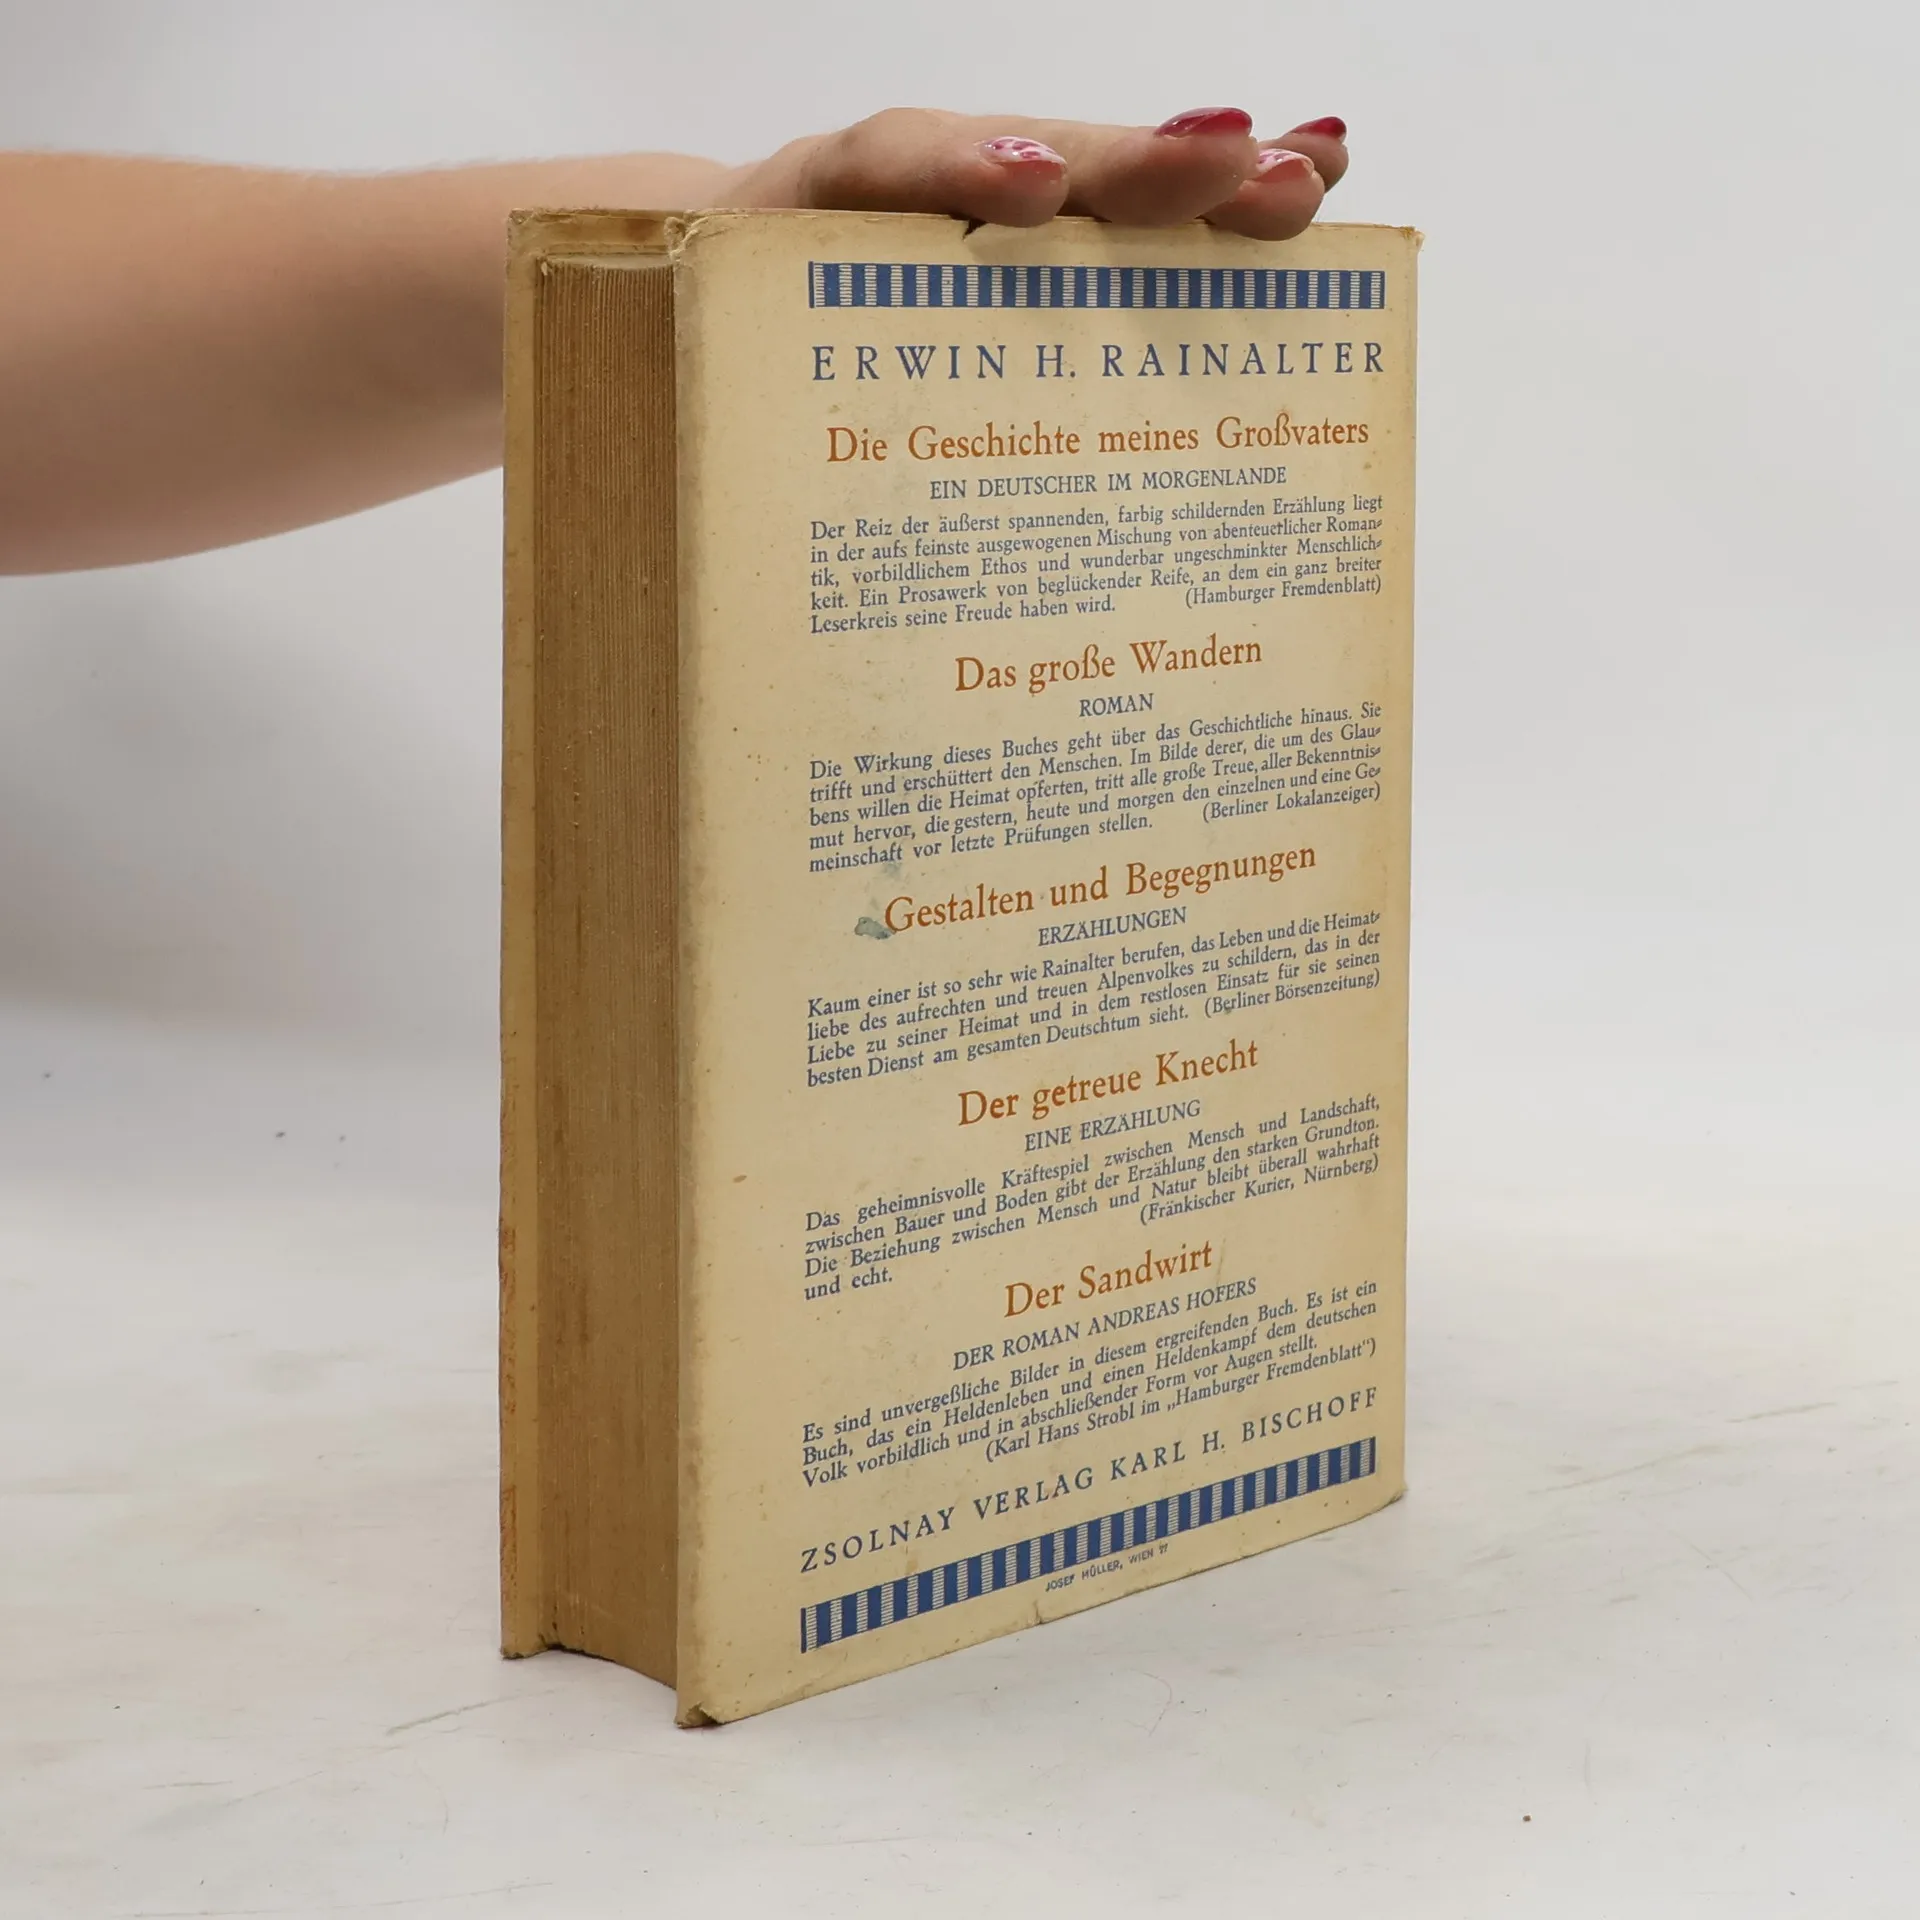 ERWIN H. RAINALTER
Die Geschichte meines Großvaters
EIN DEUTSCHER IM MORGENLANDE
Der Reiz der äußerst spannenden, farbig schildernden Erzählung liegt
in der aufs feinste ausgewogenen Mischung von abenteuerlicher Roman-
tik, vorbildlichem Ethos und wunderbar ungeschminkter Menschlich-
keit. Ein Prosawerk von beglückender Reife, an dem ein ganz breiter
Leserkreis seine Freude haben wird. (Hamburger Fremdenblatt)
Das große Wandern
ROMAN
Die Wirkung dieses Buches geht über das Geschichtliche hinaus. Sie
trifft und erschüttert den Menschen. Im Bilde derer, die um des Glau-
bens willen die Heimat opferten, tritt alle große Treue, aller Bekenntnis-
mut hervor, die gestern, heute und morgen den einzelnen und eine Ge-
meinschaft vor letzte Prüfungen stellen. (Berliner Lokalanzeiger)
Gestalten und Begegnungen
ERZÄHLUNGEN
Kaum einer ist so sehr wie Rainalter berufen, das Leben und die Heimat-
liebe des aufrechten und treuen Alpenvolkes zu schildern, das in der
Liebe zu seiner Heimat und in dem restlosen Einsatz für sie seinen
besten Dienst am gesamten Deutschtum sieht. (Berliner Börsenzeitung)
Der getreue Knecht
EINE ERZÄHLUNG
Das geheimnisvolle Kräftespiel zwischen Mensch und Landschaft,
zwischen Bauer und Boden gibt der Erzählung den starken Grundton.
Die Beziehung zwischen Mensch und Natur bleibt überall wahrhaft
und echt. (Fränkischer Kurier, Nürnberg)
Der Sandwirt
DER ROMAN ANDREAS HOFERS
Es sind unvergeßliche Bilder in diesem ergreifenden Buch. Es ist ein
Buch, das ein Heldenleben und einen Heldenkampf dem deutschen
Volk vorbildlich und in abschließender Form vor Augen stellt.
(Karl Hans Strobl im „Hamburger Fremdenblatt“)
ZSOLNAY VERLAG KARL H. BISCHOFF
JOSEF MÜLLER, WIEN